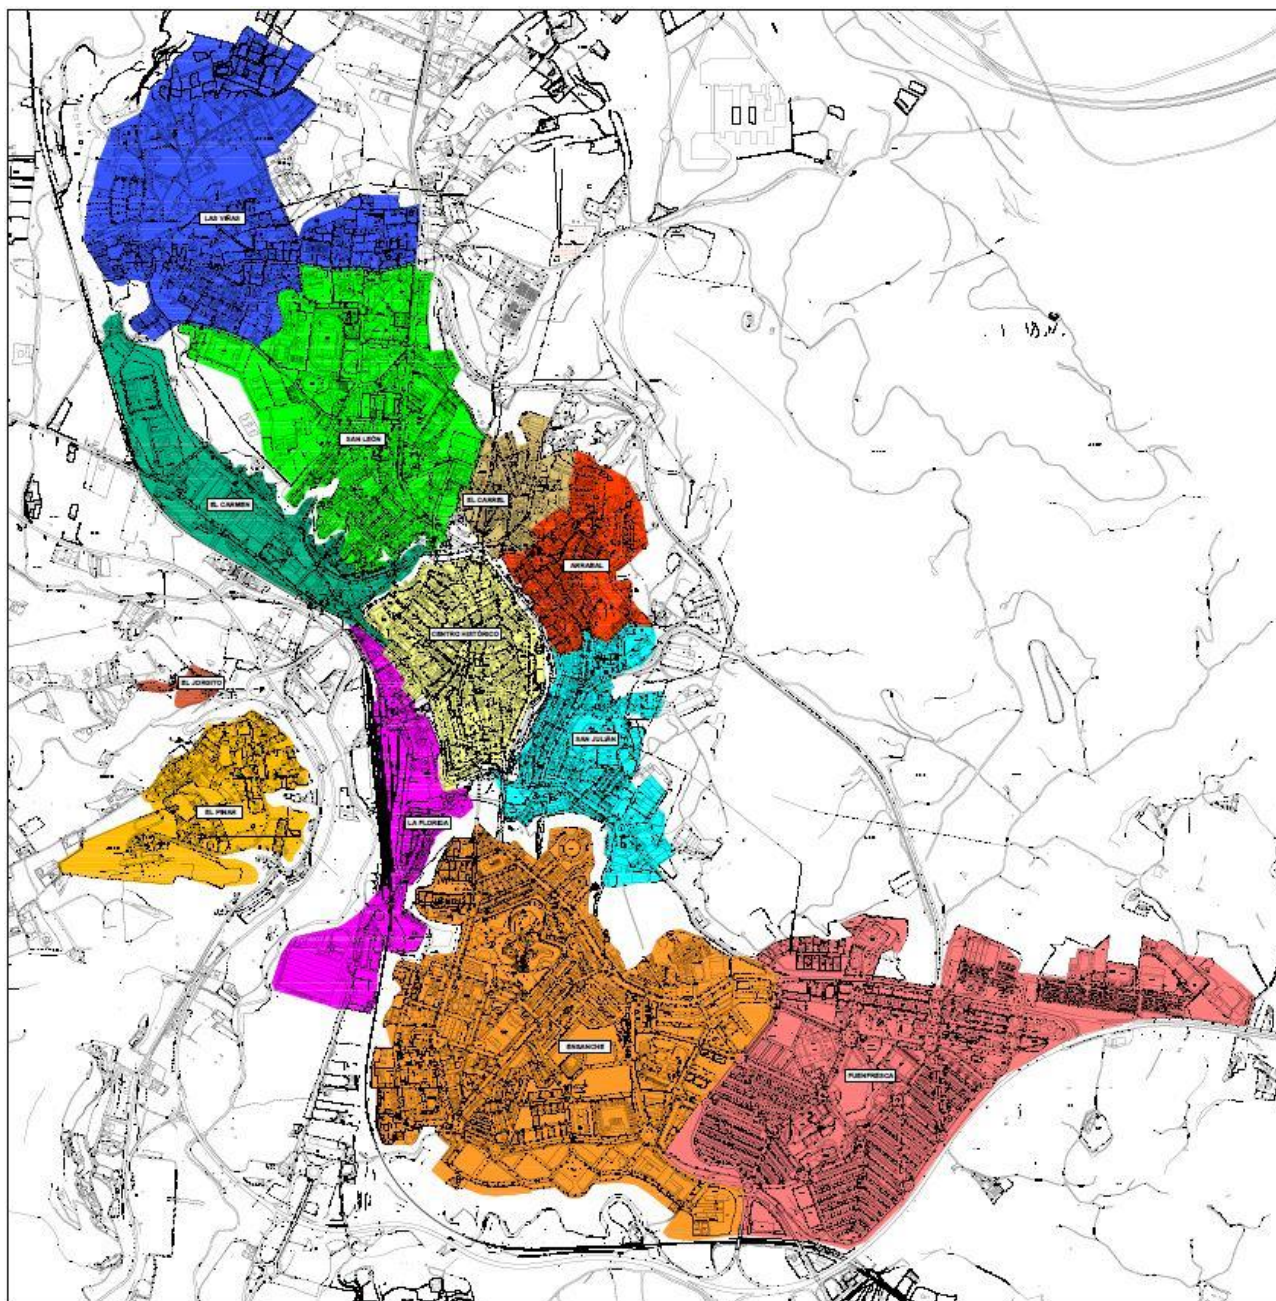 LAS VIÑAS
SAN LEÓN
EL CARREL
EL CARMEN
ARRABAL
CENTRO HISTÓRICO
EL JORGITO
SAN JULIÁN
EL PINAR
LA FLORIDA
ENSANCHE
FUENFRESCA